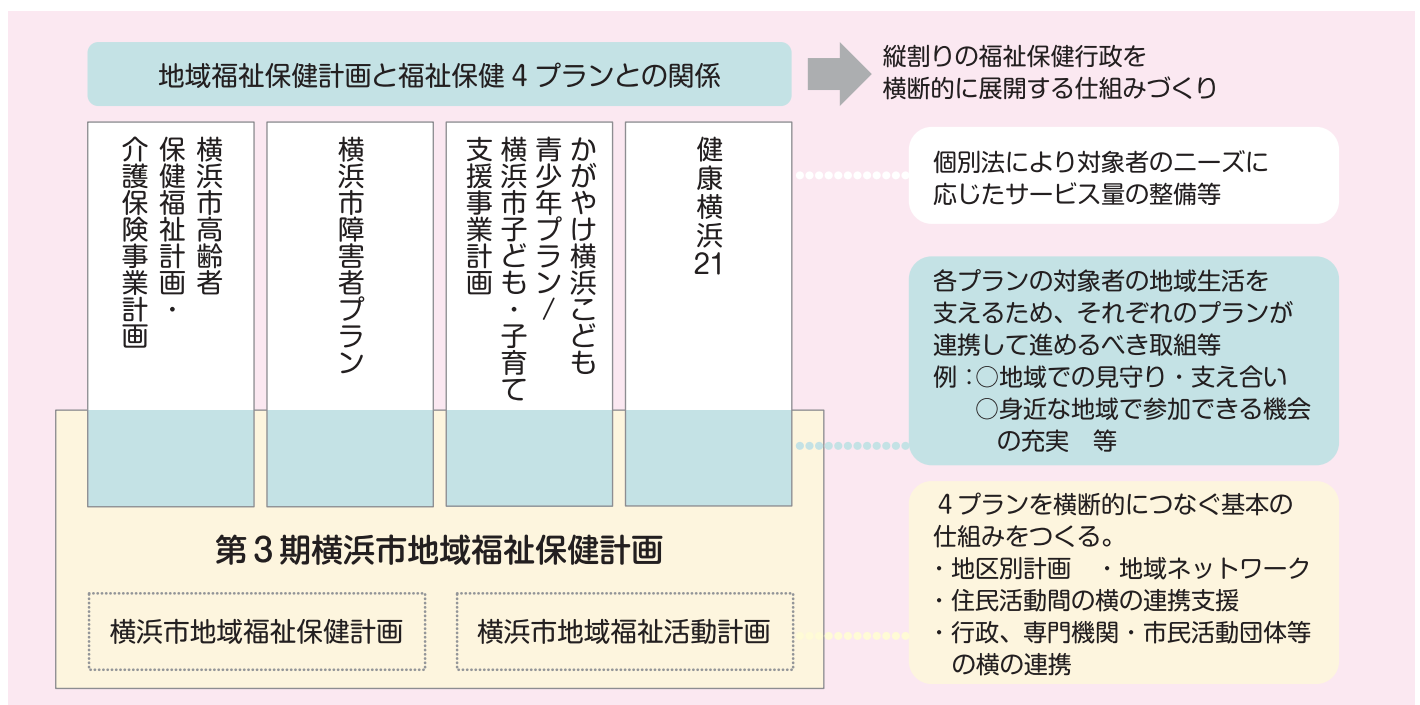 地域福祉保健計画と福祉保健４プランとの関係
縦割りの福祉保健行政を
横断的に展開する仕組みづくり
横浜市高齢者
保健福祉計画・
介護保険事業計画
横浜市障害者プラン
かがやけ横浜こども
青少年プラン/
横浜市子ども・子育て
支援事業計画
健康横浜21
個別法により対象者のニーズに
応じたサービス量の整備等
各プランの対象者の地域生活を
支えるため、それぞれのプランが
連携して進めるべき取組等
例：○地域での見守り・支え合い
○身近な地域で参加できる機会
の充実　等
第３期横浜市地域福祉保健計画
横浜市地域福祉保健計画
横浜市地域福祉活動計画
４プランを横断的につなぐ基本の
仕組みをつくる。
・地区別計画　・地域ネットワーク
・住民活動間の横の連携支援
・行政、専門機関・市民活動団体等
の横の連携